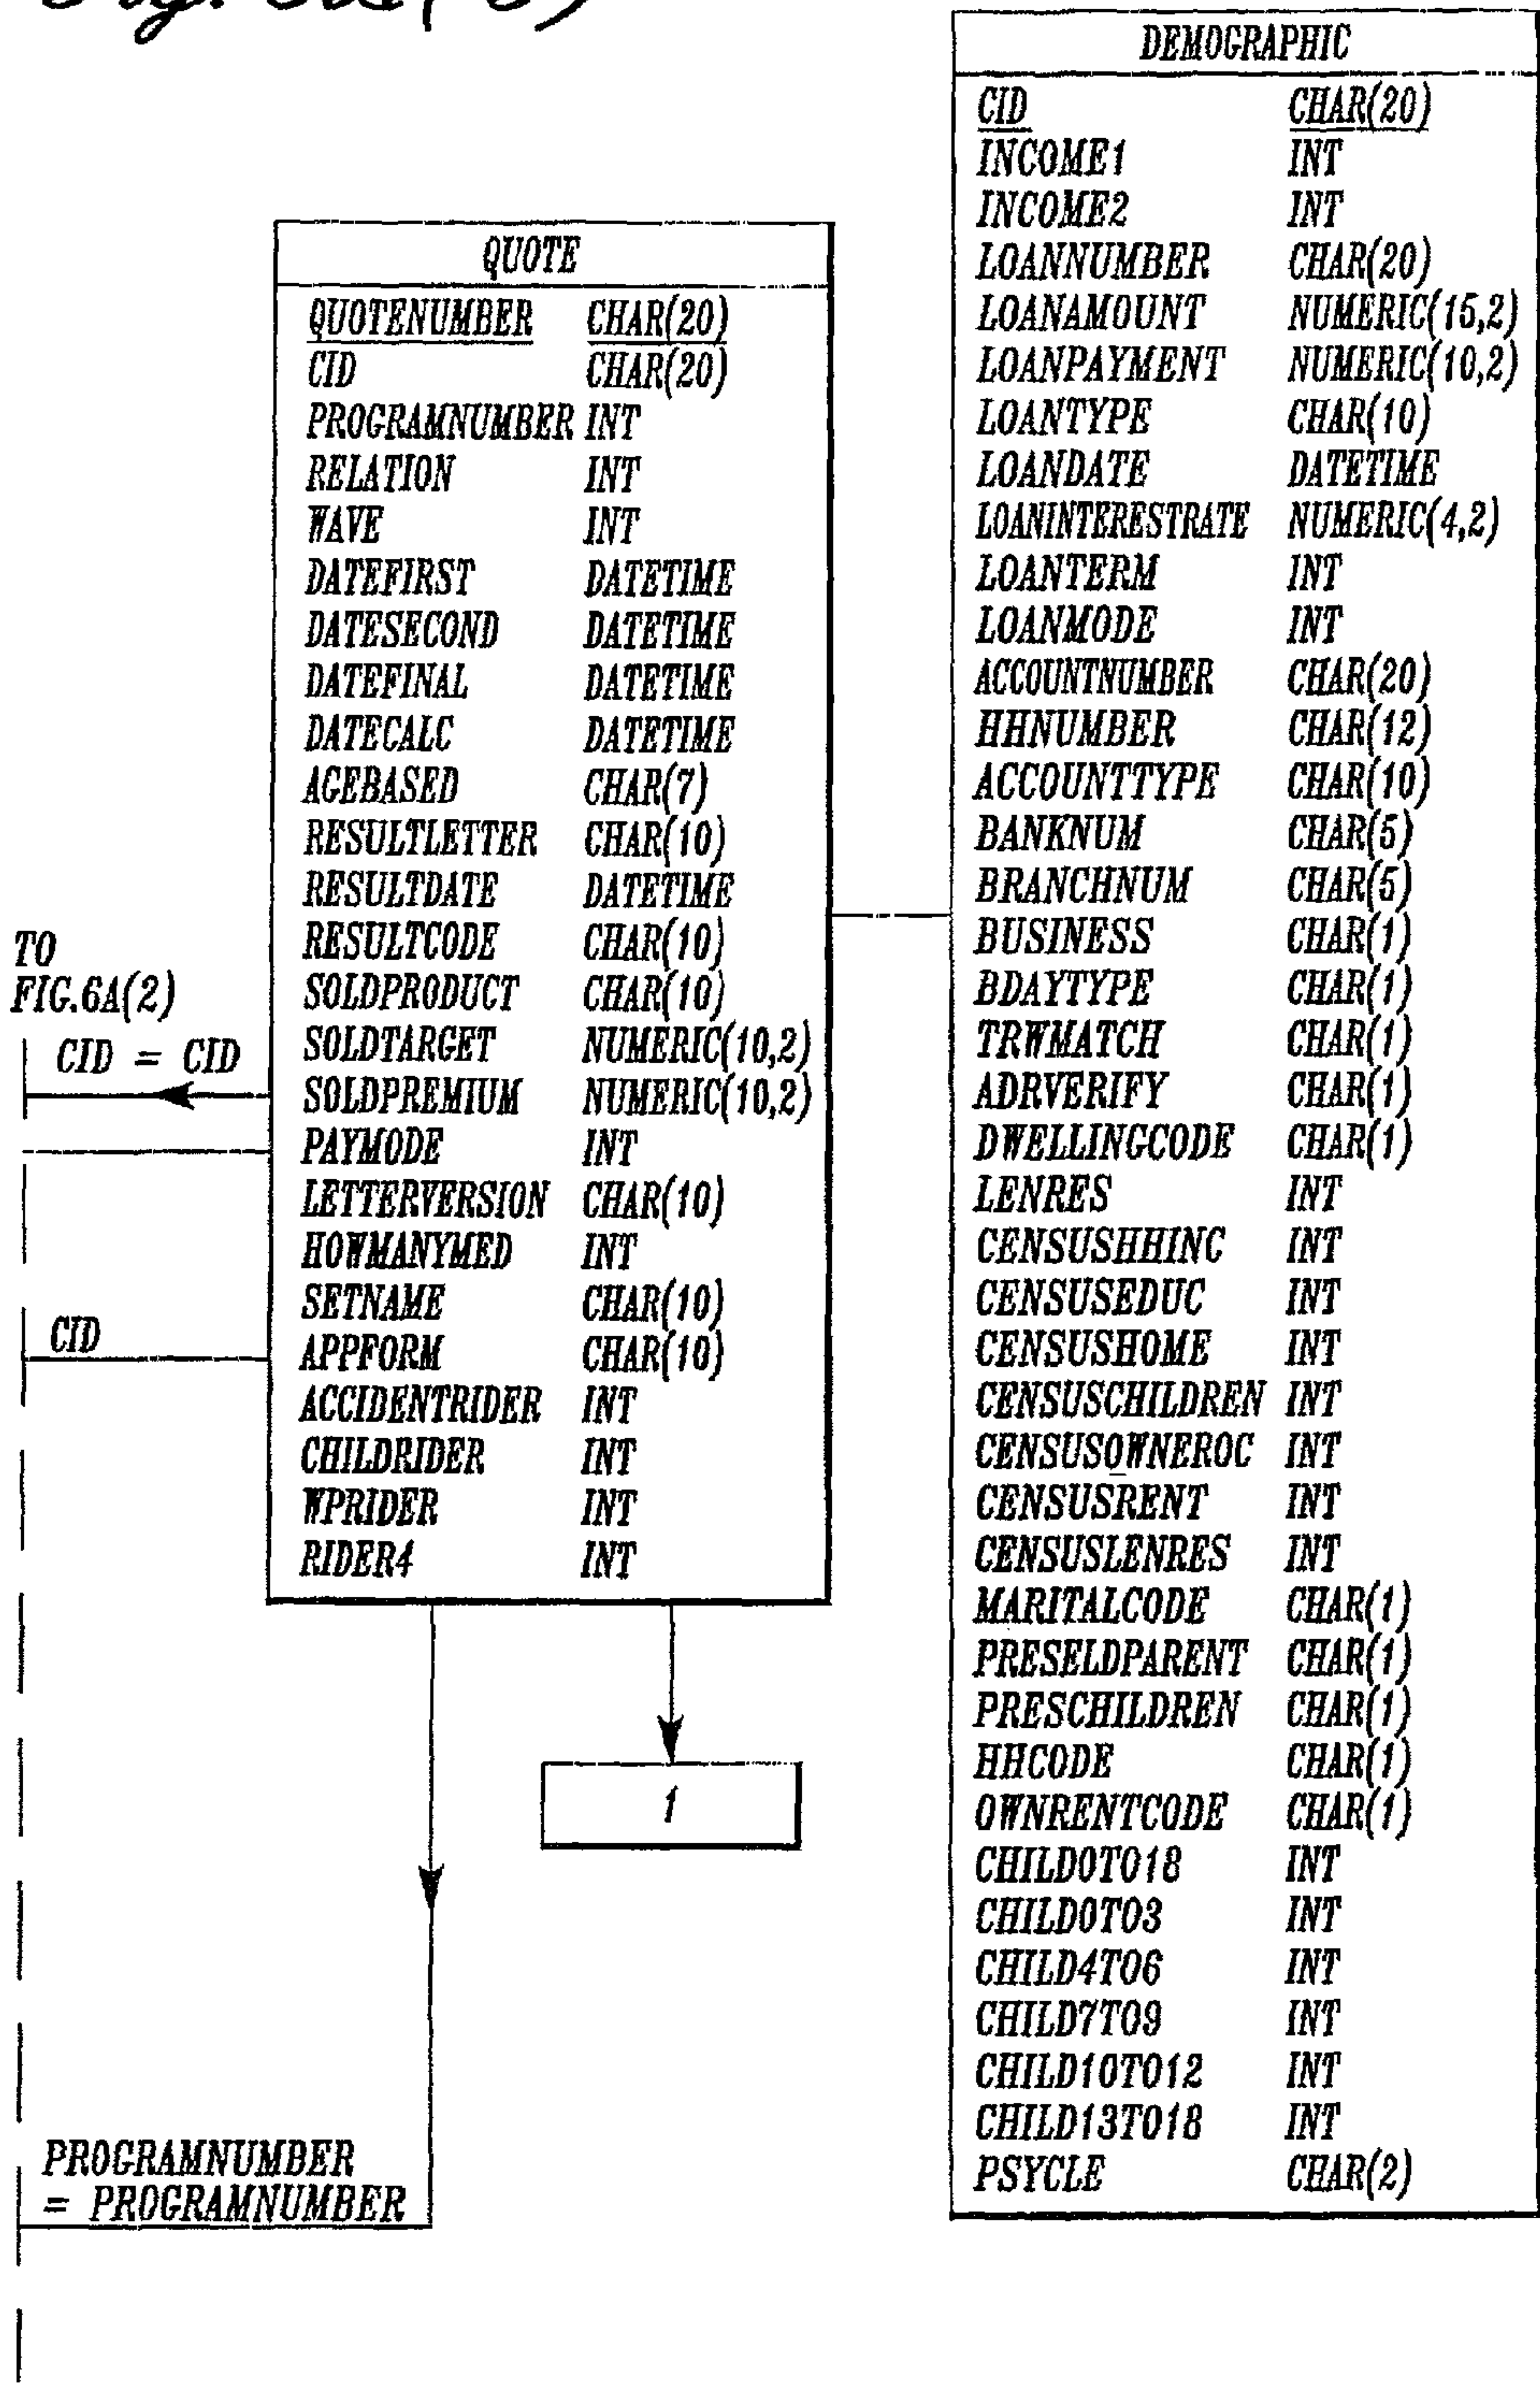 QUOTE
QUOTENUMBER CHAR(20)
CID CHAR(20)
PROGRAMNUMBER INT
RELATION INT
WAVE INT
DATEFIRST DATETIME
DATESECOND DATETIME
DATEFINAL DATETIME
DATECALC DATETIME
AGEBASED CHAR(7)
RESULTLETTER CHAR(10)
RESULTDATE DATETIME
RESULTCODE CHAR(10)
SOLDPRODUCT CHAR(10)
SOLDTARGET NUMERIC(10,2)
SOLDPREMIUM NUMERIC(10,2)
PAYMODE INT
LETTERVERSION CHAR(10)
HOWMANYMED INT
SETNAME CHAR(10)
APPFORM CHAR(10)
ACCIDENTRIDER INT
CHILDRIDER INT
WPRIDER INT
RIDER4 INT
TO
FIG.6A(2)
CID = CID
CID
1
PROGRAMNUMBER
= PROGRAMNUMBER
DEMOGRAPHIC
CID CHAR(20)
INCOME1 INT
INCOME2 INT
LOANNUMBER CHAR(20)
LOANAMOUNT NUMERIC(15,2)
LOANPAYMENT NUMERIC(10,2)
LOANTYPE CHAR(10)
LOANDATE DATETIME
LOANINTERESTRATE NUMERIC(4,2)
LOANTERM INT
LOANMODE INT
ACCOUNTNUMBER CHAR(20)
HHNUMBER CHAR(12)
ACCOUNTTYPE CHAR(10)
BANKNUM CHAR(5)
BRANCHNUM CHAR(5)
BUSINESS CHAR(1)
BDAYTYPE CHAR(1)
TRWMATCH CHAR(1)
ADRVERIFY CHAR(1)
DWELLINGCODE CHAR(1)
LENRES INT
CENSUSHHINC INT
CENSUSEDUC INT
CENSUSHOME INT
CENSUSCHILDREN INT
CENSUSOWNEROC INT
CENSUSRENT INT
CENSUSLENRES INT
MARITALCODE CHAR(1)
PRESELDPARENT CHAR(1)
PRESCHILDREN CHAR(1)
HHCODE CHAR(1)
OWNRENTCODE CHAR(1)
CHILD0TO18 INT
CHILD0TO3 INT
CHILD4TO6 INT
CHILD7TO9 INT
CHILD10TO12 INT
CHILD13TO18 INT
PSYCLE CHAR(2)